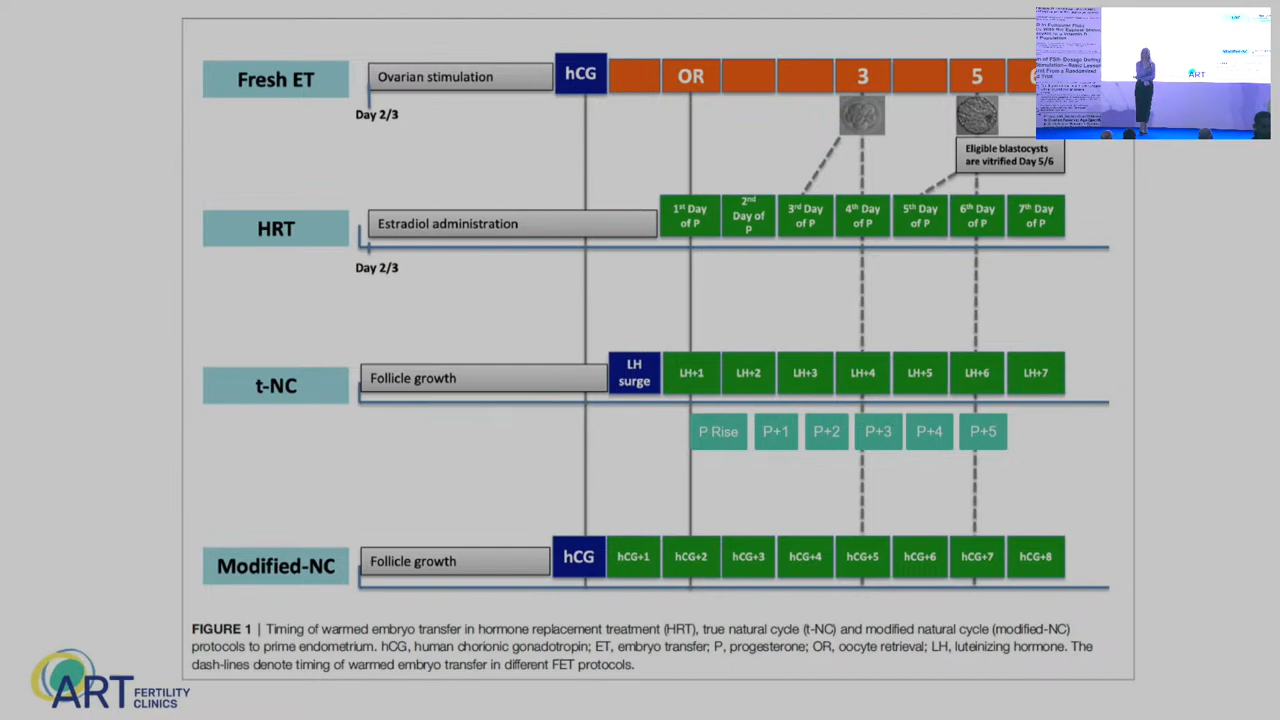 Fresh ET
Ovarian stimulation
hCG
OR
3
5
Day 2/3
Eligible blastocysts
are vitrified Day 5/6
HRT
Estradiol administration
1st Day
of P
2nd
Day of
P
3rd Day
of P
4th Day
of P
5th Day
of P
6th Day
of P
7th Day
of P
Day 2/3
t-NC
Follicle growth
LH
surge
LH+1
LH+2
LH+3
LH+4
LH+5
LH+6
LH+7
P Rise
P+1
P+2
P+3
P+4
P+5
Modified-NC
Follicle growth
hCG
hCG+1
hCG+2
hCG+3
hCG+4
hCG+5
hCG+6
hCG+7
hCG+8
FIGURE 1 | Timing of warmed embryo transfer in hormone replacement treatment (HRT), true natural cycle (t-NC) and modified natural cycle (modified-NC)
protocols to prime endometrium. hCG, human chorionic gonadotropin; ET, embryo transfer; P, progesterone; OR, oocyte retrieval; LH, luteinizing hormone. The
dash-lines denote timing of warmed embryo transfer in different FET protocols.
ART FERTILITY
CLINICS
ART